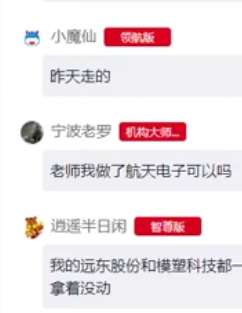 小魔仙 领航版
昨天走的
宁波老罗 机构大师...
老师我做了航天电子可以吗
逍遥半日闲 智尊版
我的远东股份和模塑科技都一
拿着没动